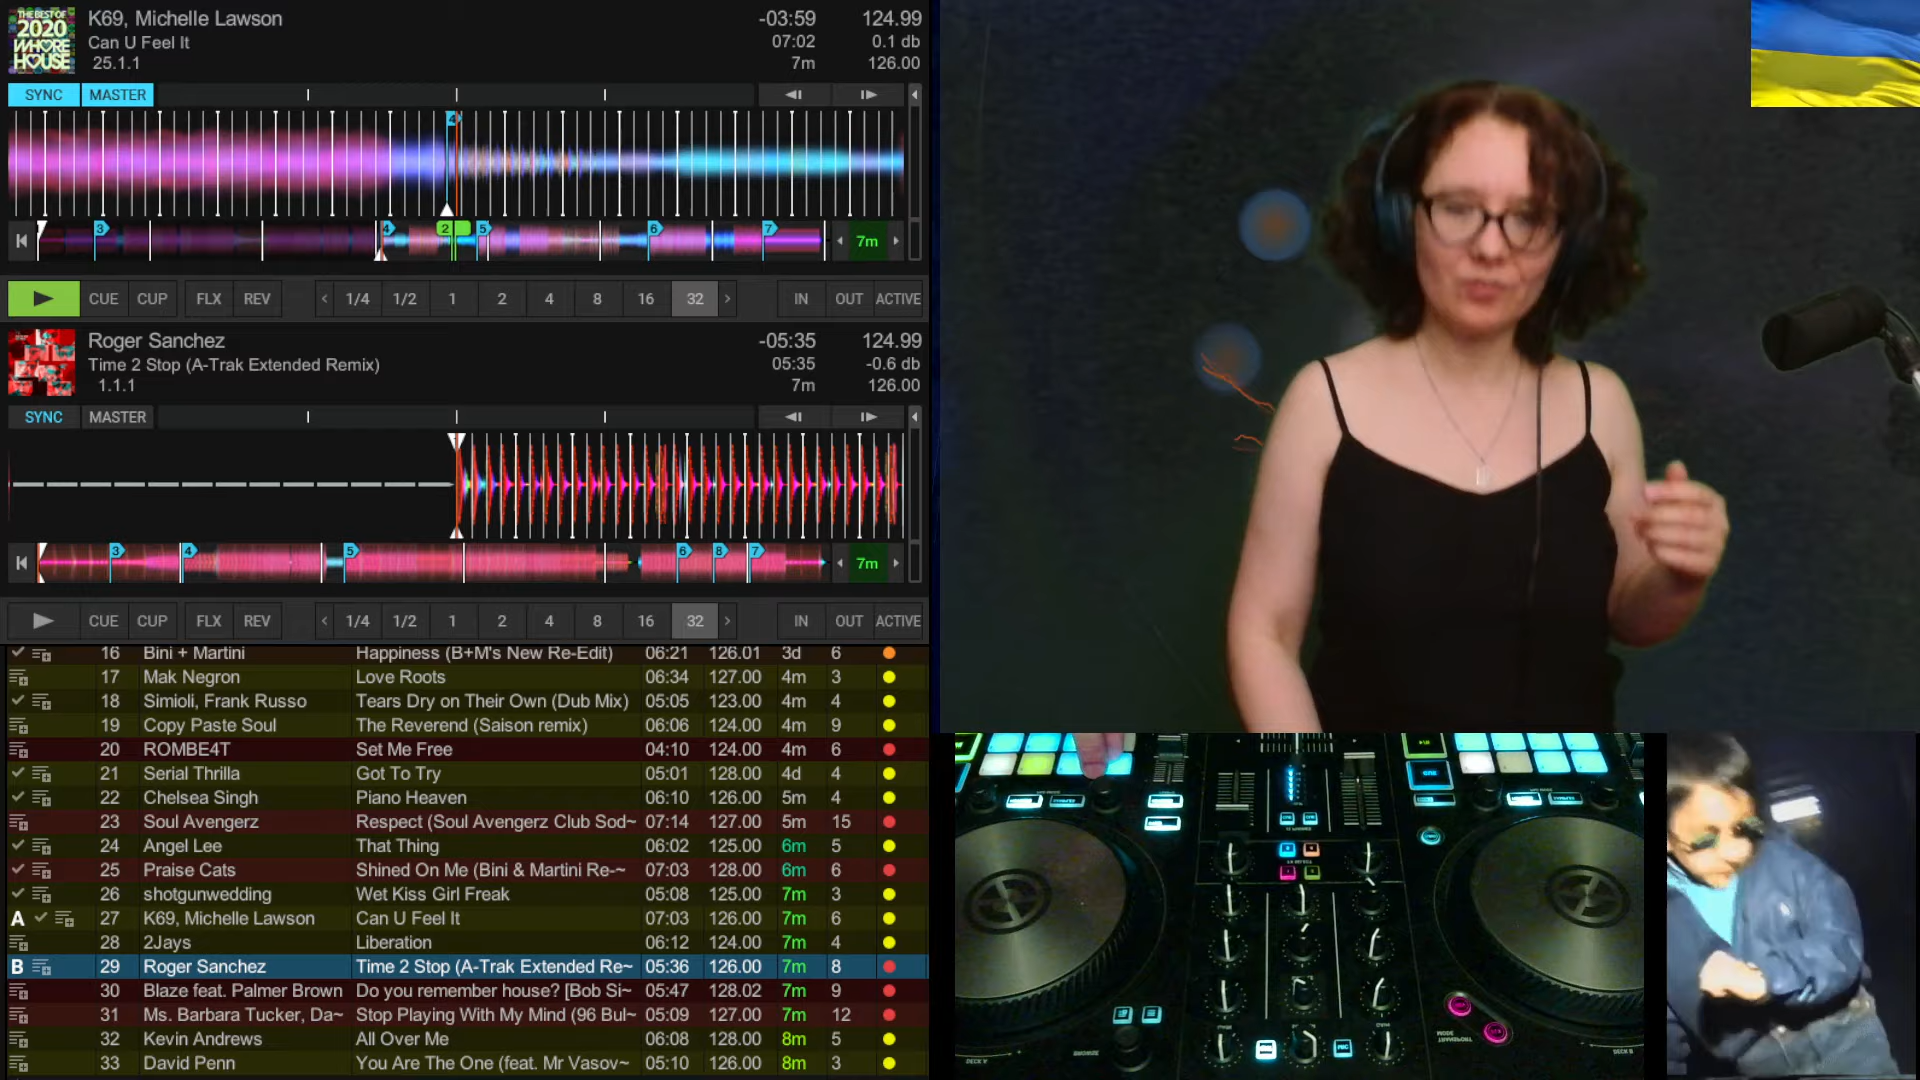 THE BEST OF
2020
WHORE
HOUSE
K69, Michelle Lawson
-03:59
124.99
Can U Feel It
07:02
0.1 db
25.1.1
7m
126.00
SYNC
MASTER
4
3
4
2
5
6
7
7m
CUE
CUP
FLX
REV
1/4
1/2
1
2
4
8
16
32
IN
OUT
ACTIVE
Roger Sanchez
-05:35
124.99
Time 2 Stop (A-Trak Extended Remix)
05:35
-0.6 db
1.1.1
7m
126.00
SYNC
MASTER
3
4
5
6
8
7
7m
CUE
CUP
FLX
REV
1/4
1/2
1
2
4
8
16
32
IN
OUT
ACTIVE
16 Bini + Martini Happiness (B+M's New Re-Edit) 06:21 126.01 3d 6
17 Mak Negron Love Roots 06:34 127.00 4m 3
18 Simioli, Frank Russo Tears Dry on Their Own (Dub Mix) 05:05 123.00 4m 4
19 Copy Paste Soul The Reverend (Saison remix) 06:06 124.00 4m 9
20 ROMBE4T Set Me Free 04:10 124.00 4m 6
21 Serial Thrilla Got To Try 05:01 128.00 4d 4
22 Chelsea Singh Piano Heaven 06:10 126.00 5m 4
23 Soul Avengerz Respect (Soul Avengerz Club Sod~ 07:14 127.00 5m 15
24 Angel Lee That Thing 06:02 125.00 6m 5
25 Praise Cats Shined On Me (Bini & Martini Re-~ 07:03 128.00 6m 6
26 shotgunwedding Wet Kiss Girl Freak 05:08 125.00 7m 3
A 27 K69, Michelle Lawson Can U Feel It 07:03 126.00 7m 6
28 2Jays Liberation 06:12 124.00 7m 4
B 29 Roger Sanchez Time 2 Stop (A-Trak Extended Re~ 05:36 126.00 7m 8
30 Blaze feat. Palmer Brown Do you remember house? [Bob Si~ 05:47 128.02 7m 9
31 Ms. Barbara Tucker, Da~ Stop Playing With My Mind (96 Bul~ 05:09 127.00 7m 12
32 Kevin Andrews All Over Me 06:08 128.00 8m 5
33 David Penn You Are The One (feat. Mr Vasov~ 05:10 126.00 8m 3